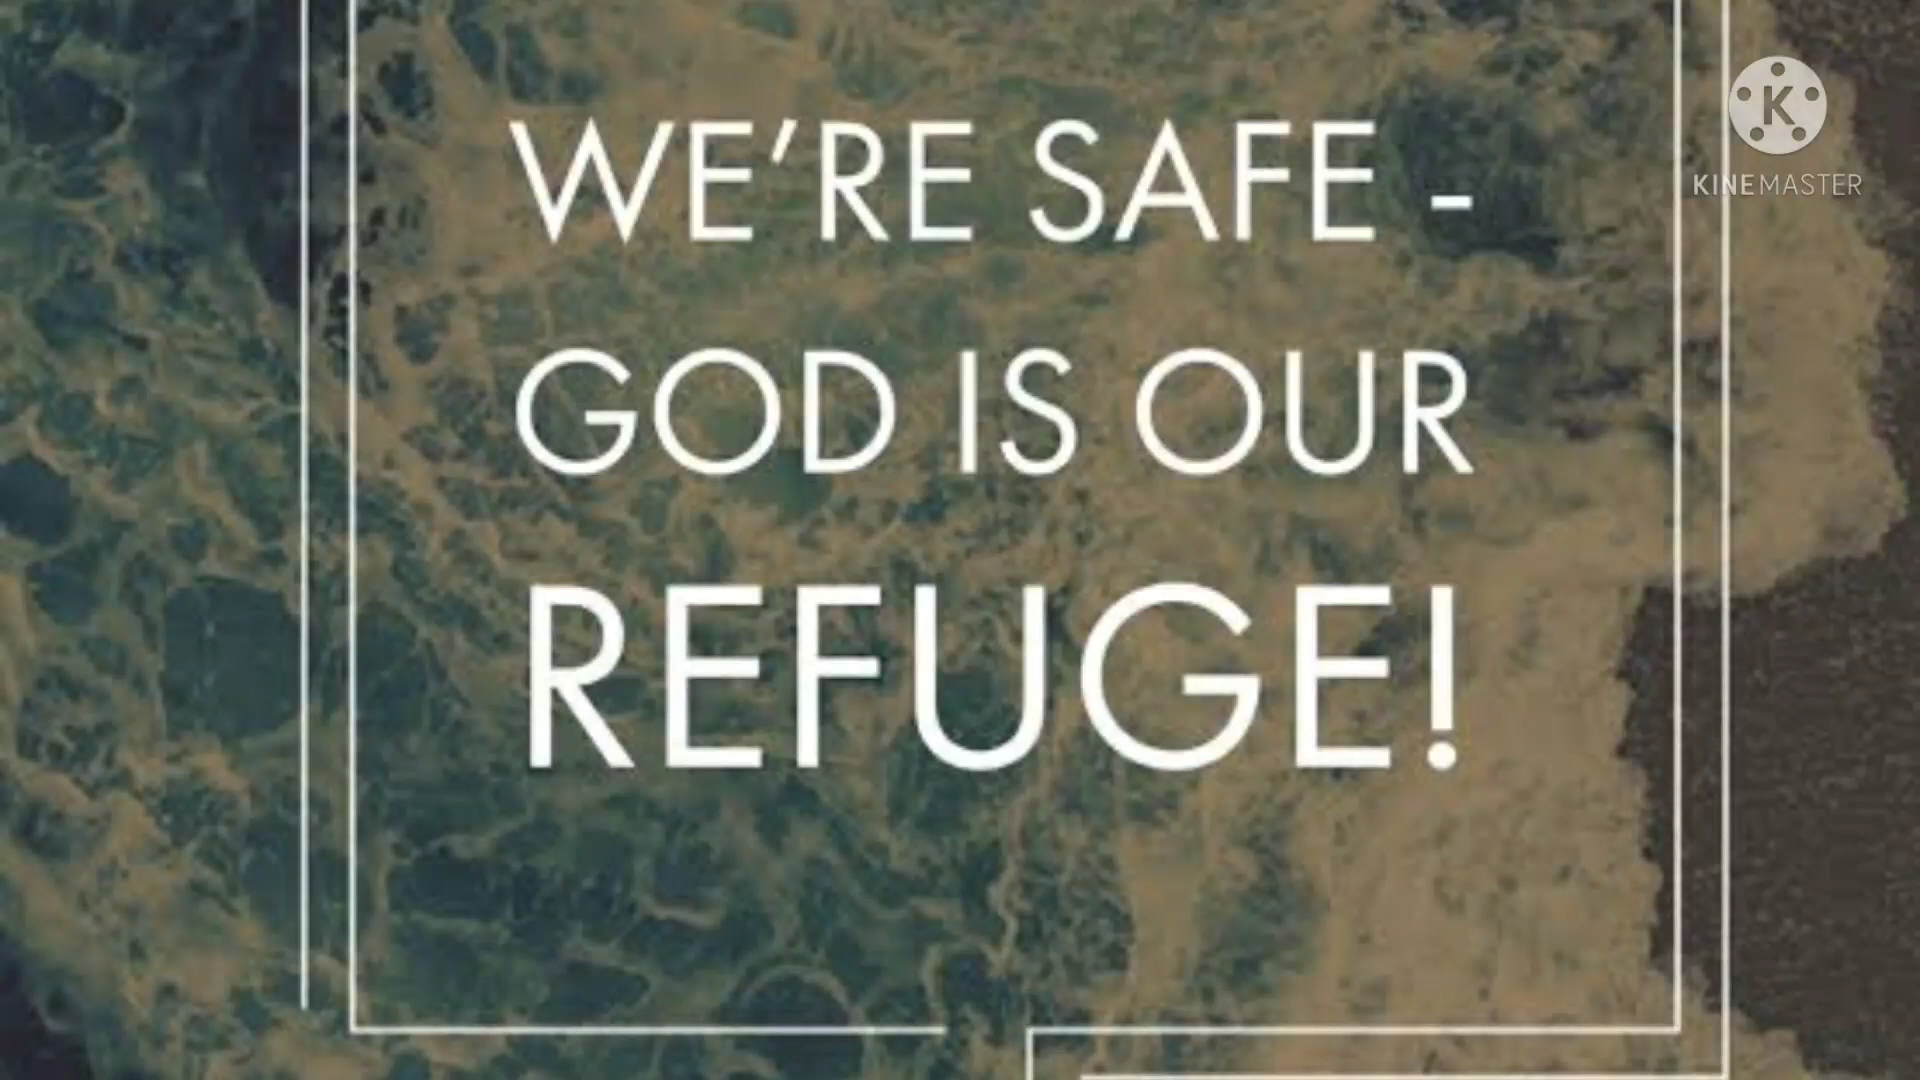 WE'RE SAFE -
GOD IS OUR
REFUGE!
K
KINEMASTER